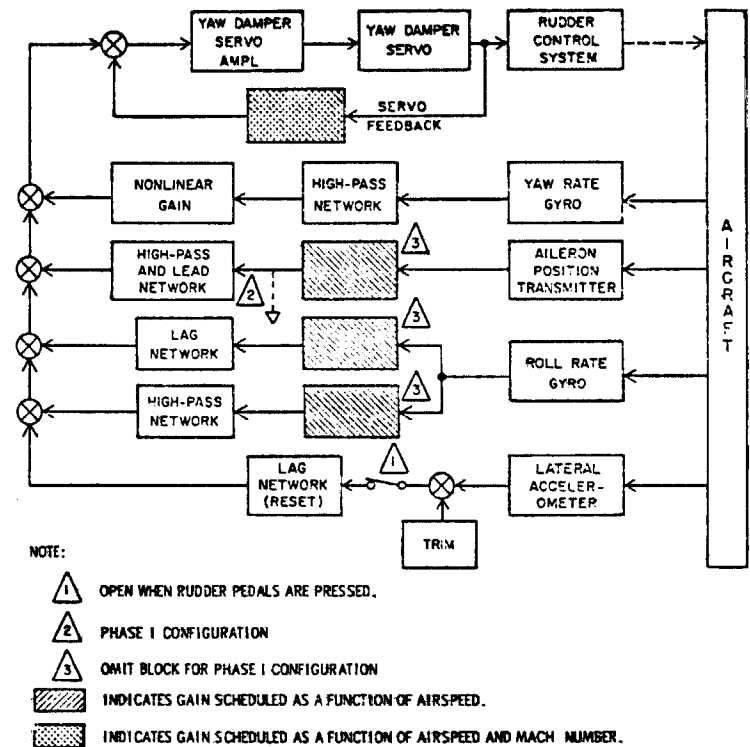 YAW DAMPER
SERVO
AMPL
YAW DAMPER
SERVO
RUDDER
CONTROL
SYSTEM
SERVO
FEEDBACK
NONLINEAR
GAIN
HIGH-PASS
NETWORK
YAW RATE
GYRO
HIGH-PASS
AND LEAD
NETWORK
2
3
AILERON
POSITION
TRANSMITTER
LAG
NETWORK
3
HIGH-PASS
NETWORK
3
ROLL RATE
GYRO
LAG
NETWORK
(RESET)
1
LATERAL
ACCELER-
OMETER
TRIM
AIRCRAFT
NOTE:
1 OPEN WHEN RUDDER PEDALS ARE PRESSED.
2 PHASE I CONFIGURATION
3 OMIT BLOCK FOR PHASE I CONFIGURATION
INDICATES GAIN SCHEDULED AS A FUNCTION OF AIRSPEED.
INDICATES GAIN SCHEDULED AS A FUNCTION OF AIRSPEED AND MACH NUMBER.